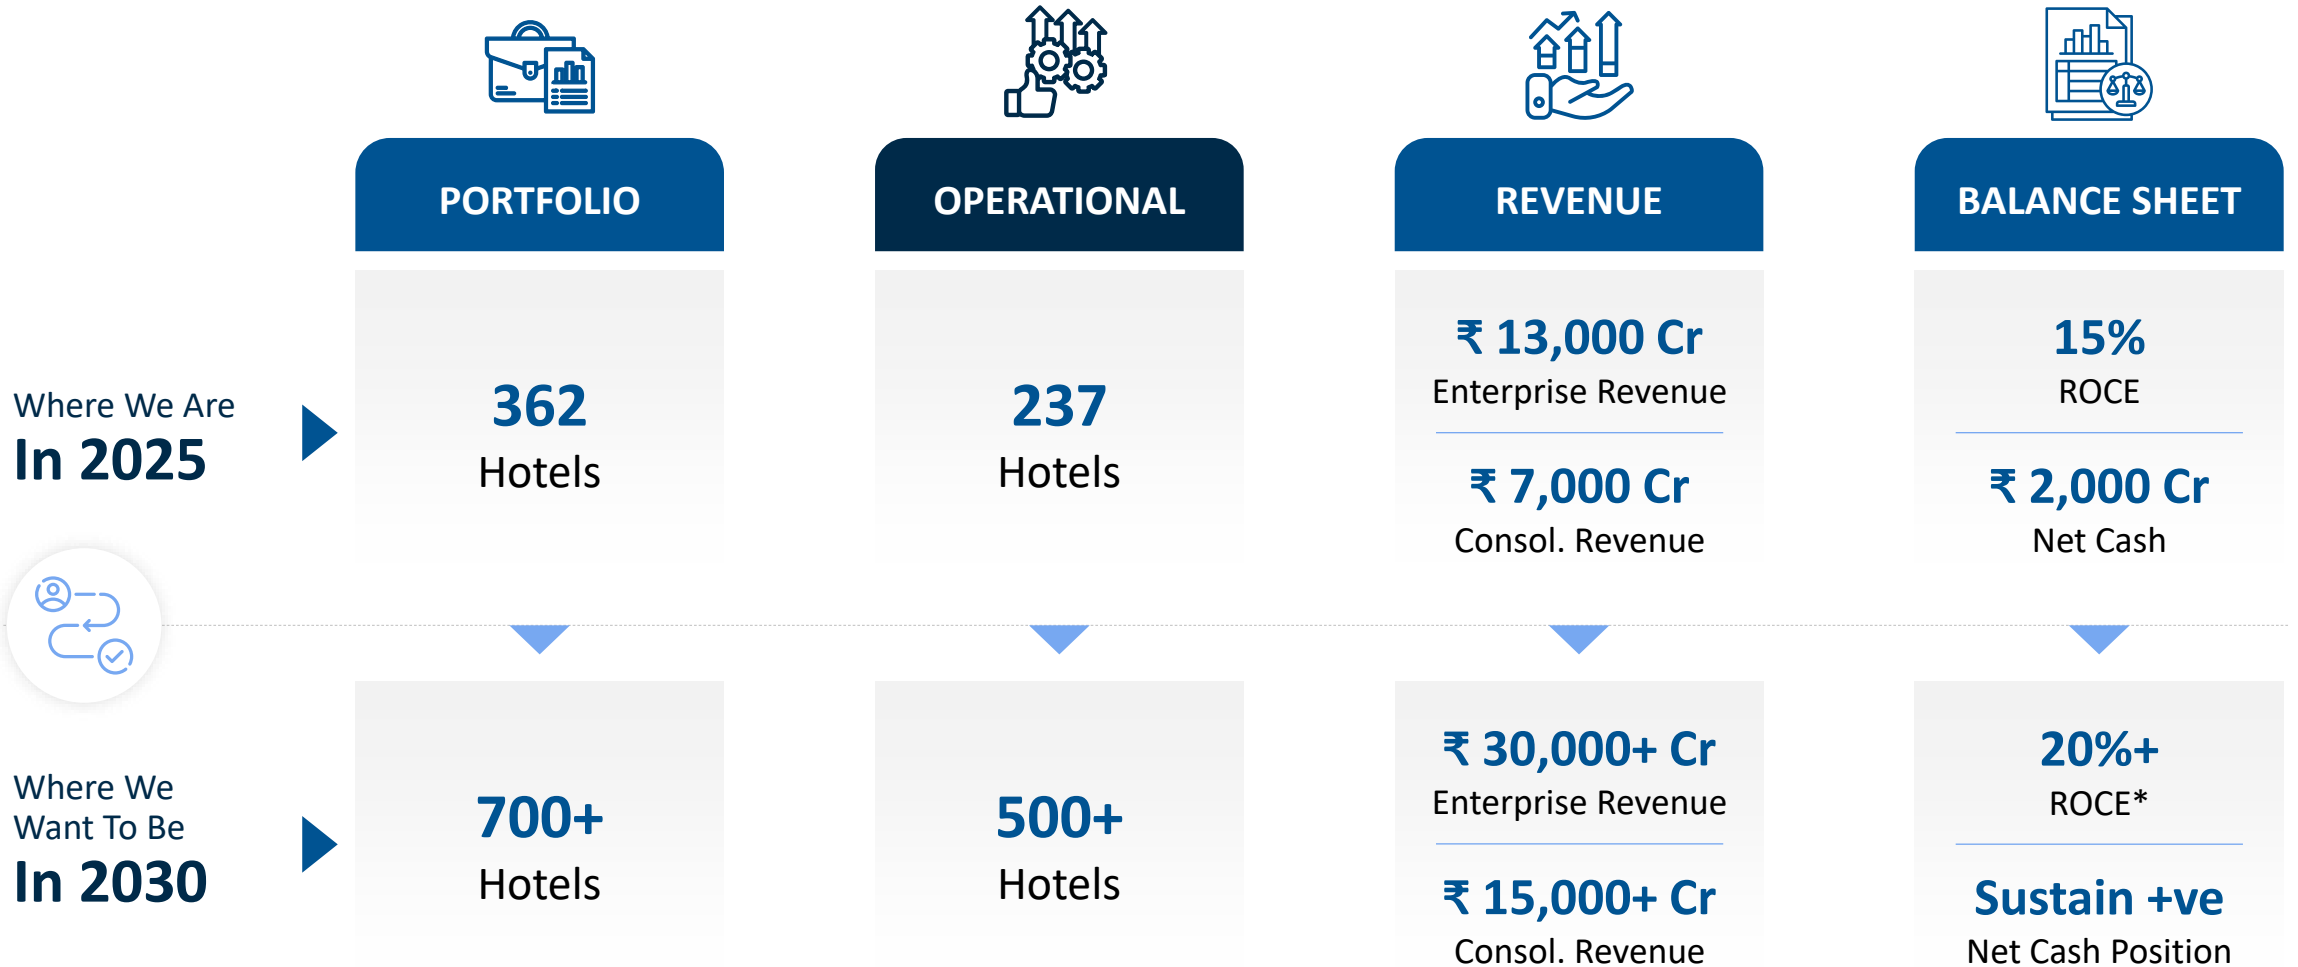 PORTFOLIO
OPERATIONAL
REVENUE
BALANCE SHEET
Where We Are
In 2025
362
Hotels
237
Hotels
₹ 13,000 Cr
Enterprise Revenue
₹ 7,000 Cr
Consol. Revenue
15%
ROCE
₹ 2,000 Cr
Net Cash
Where We
Want To Be
In 2030
700+
Hotels
500+
Hotels
₹ 30,000+ Cr
Enterprise Revenue
₹ 15,000+ Cr
Consol. Revenue
20%+
ROCE*
Sustain +ve
Net Cash Position